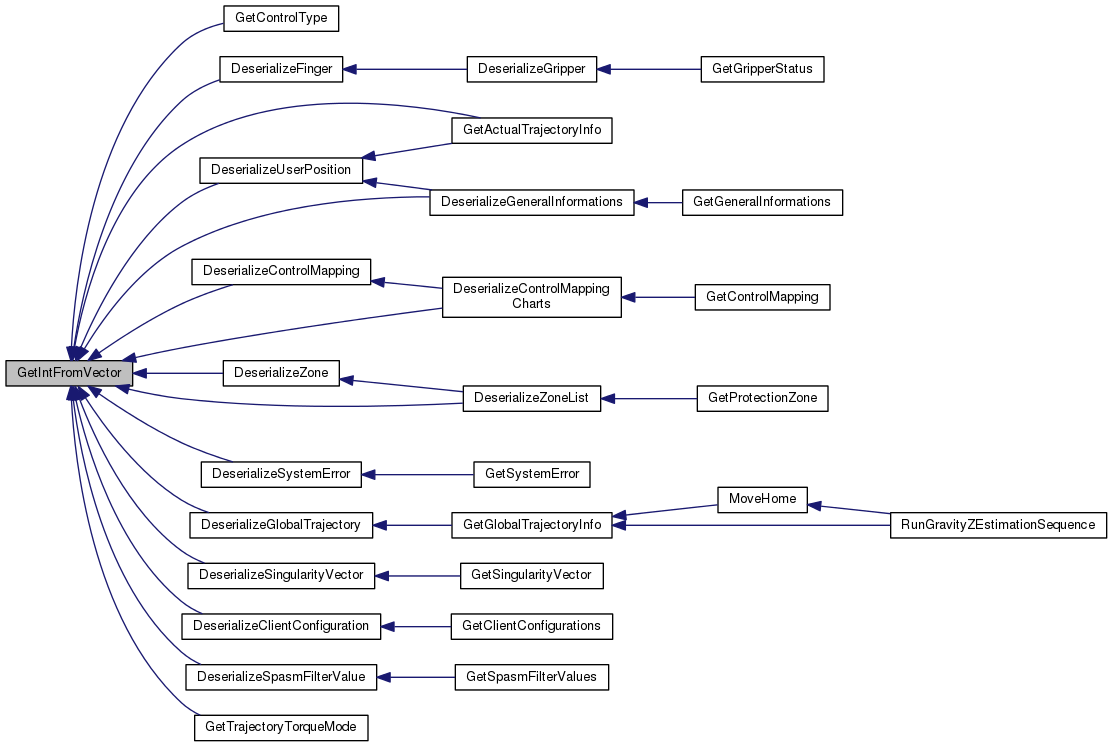 GetControlType
DeserializeFinger
DeserializeGripper
GetGripperStatus
GetActualTrajectoryInfo
DeserializeUserPosition
DeserializeGeneralInformations
GetGeneralInformations
DeserializeControlMapping
DeserializeControlMapping
Charts
GetControlMapping
GetIntFromVector
DeserializeZone
DeserializeZoneList
GetProtectionZone
DeserializeSystemError
GetSystemError
MoveHome
DeserializeGlobalTrajectory
GetGlobalTrajectoryInfo
RunGravityZEstimationSequence
DeserializeSingularityVector
GetSingularityVector
DeserializeClientConfiguration
GetClientConfigurations
DeserializeSpasmFilterValue
GetSpasmFilterValues
GetTrajectoryTorqueMode